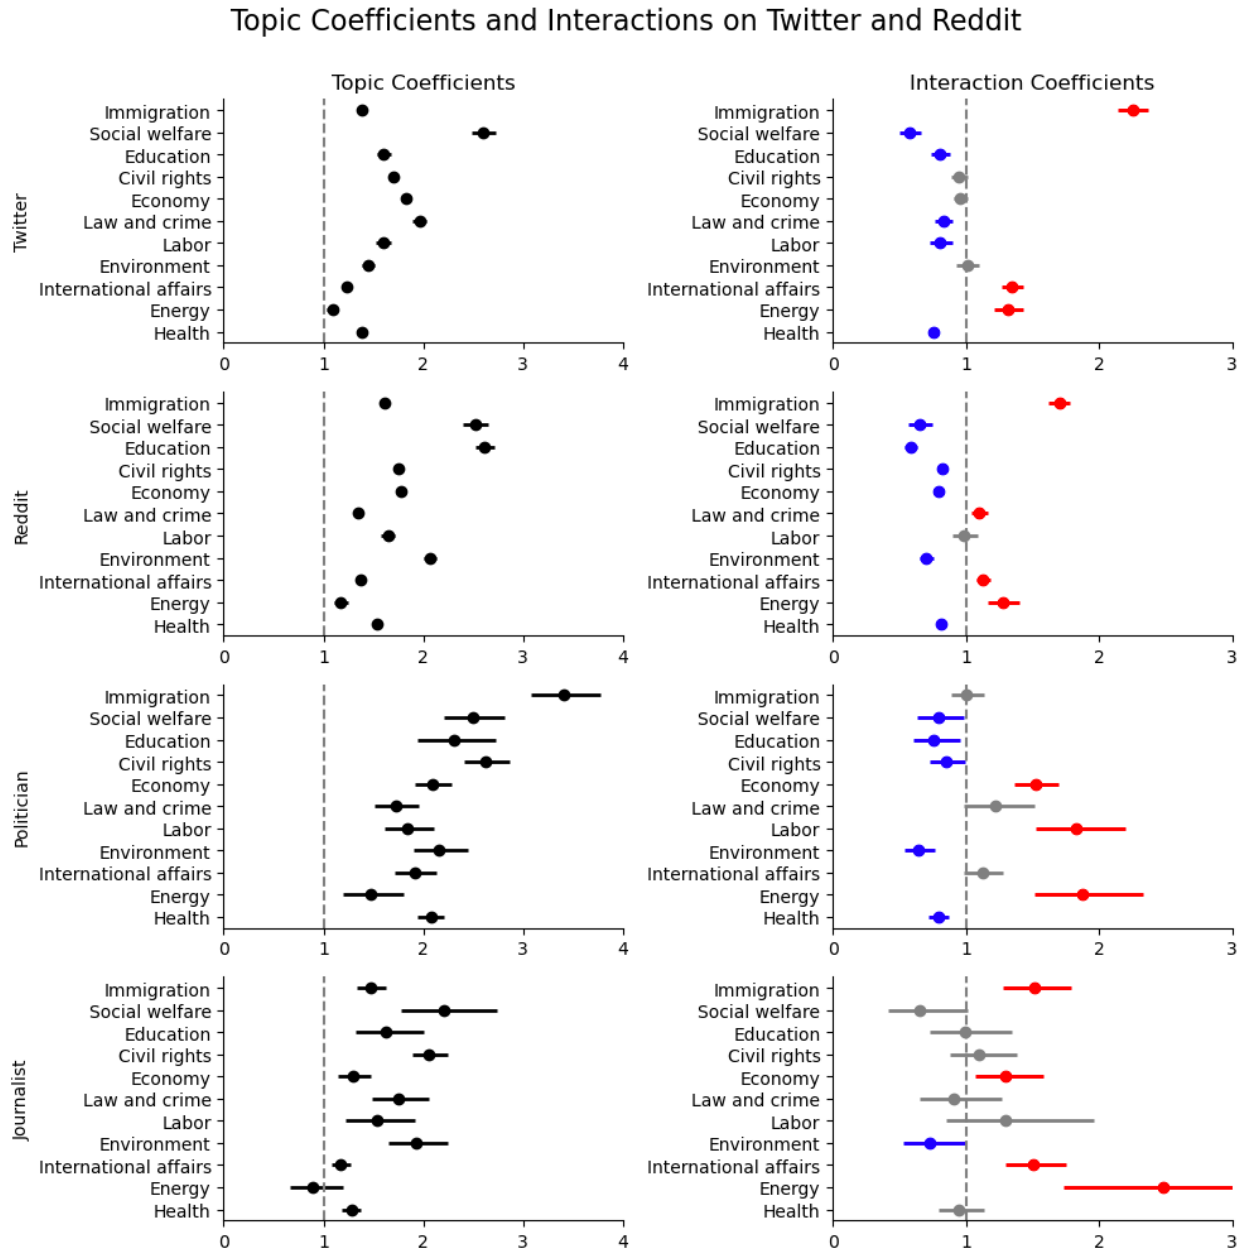 Topic Coefficients and Interactions on Twitter and Reddit
Topic Coefficients
Interaction Coefficients
Twitter
Immigration
Social welfare
Education
Civil rights
Economy
Law and crime
Labor
Environment
International affairs
Energy
Health
0 1 2 3 4
Immigration
Social welfare
Education
Civil rights
Economy
Law and crime
Labor
Environment
International affairs
Energy
Health
0 1 2 3
Reddit
Immigration
Social welfare
Education
Civil rights
Economy
Law and crime
Labor
Environment
International affairs
Energy
Health
0 1 2 3 4
Immigration
Social welfare
Education
Civil rights
Economy
Law and crime
Labor
Environment
International affairs
Energy
Health
0 1 2 3
Politician
Immigration
Social welfare
Education
Civil rights
Economy
Law and crime
Labor
Environment
International affairs
Energy
Health
0 1 2 3 4
Immigration
Social welfare
Education
Civil rights
Economy
Law and crime
Labor
Environment
International affairs
Energy
Health
0 1 2 3
Journalist
Immigration
Social welfare
Education
Civil rights
Economy
Law and crime
Labor
Environment
International affairs
Energy
Health
0 1 2 3 4
Immigration
Social welfare
Education
Civil rights
Economy
Law and crime
Labor
Environment
International affairs
Energy
Health
0 1 2 3